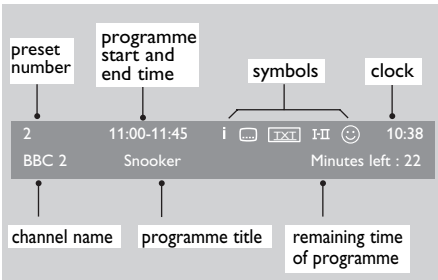 preset
number
programme
start and
end time
symbols
clock
2 11:00-11:45 i TXT I-II 10:38
BBC 2 Snooker Minutes left : 22
channel name
programme title
remaining time
of programme